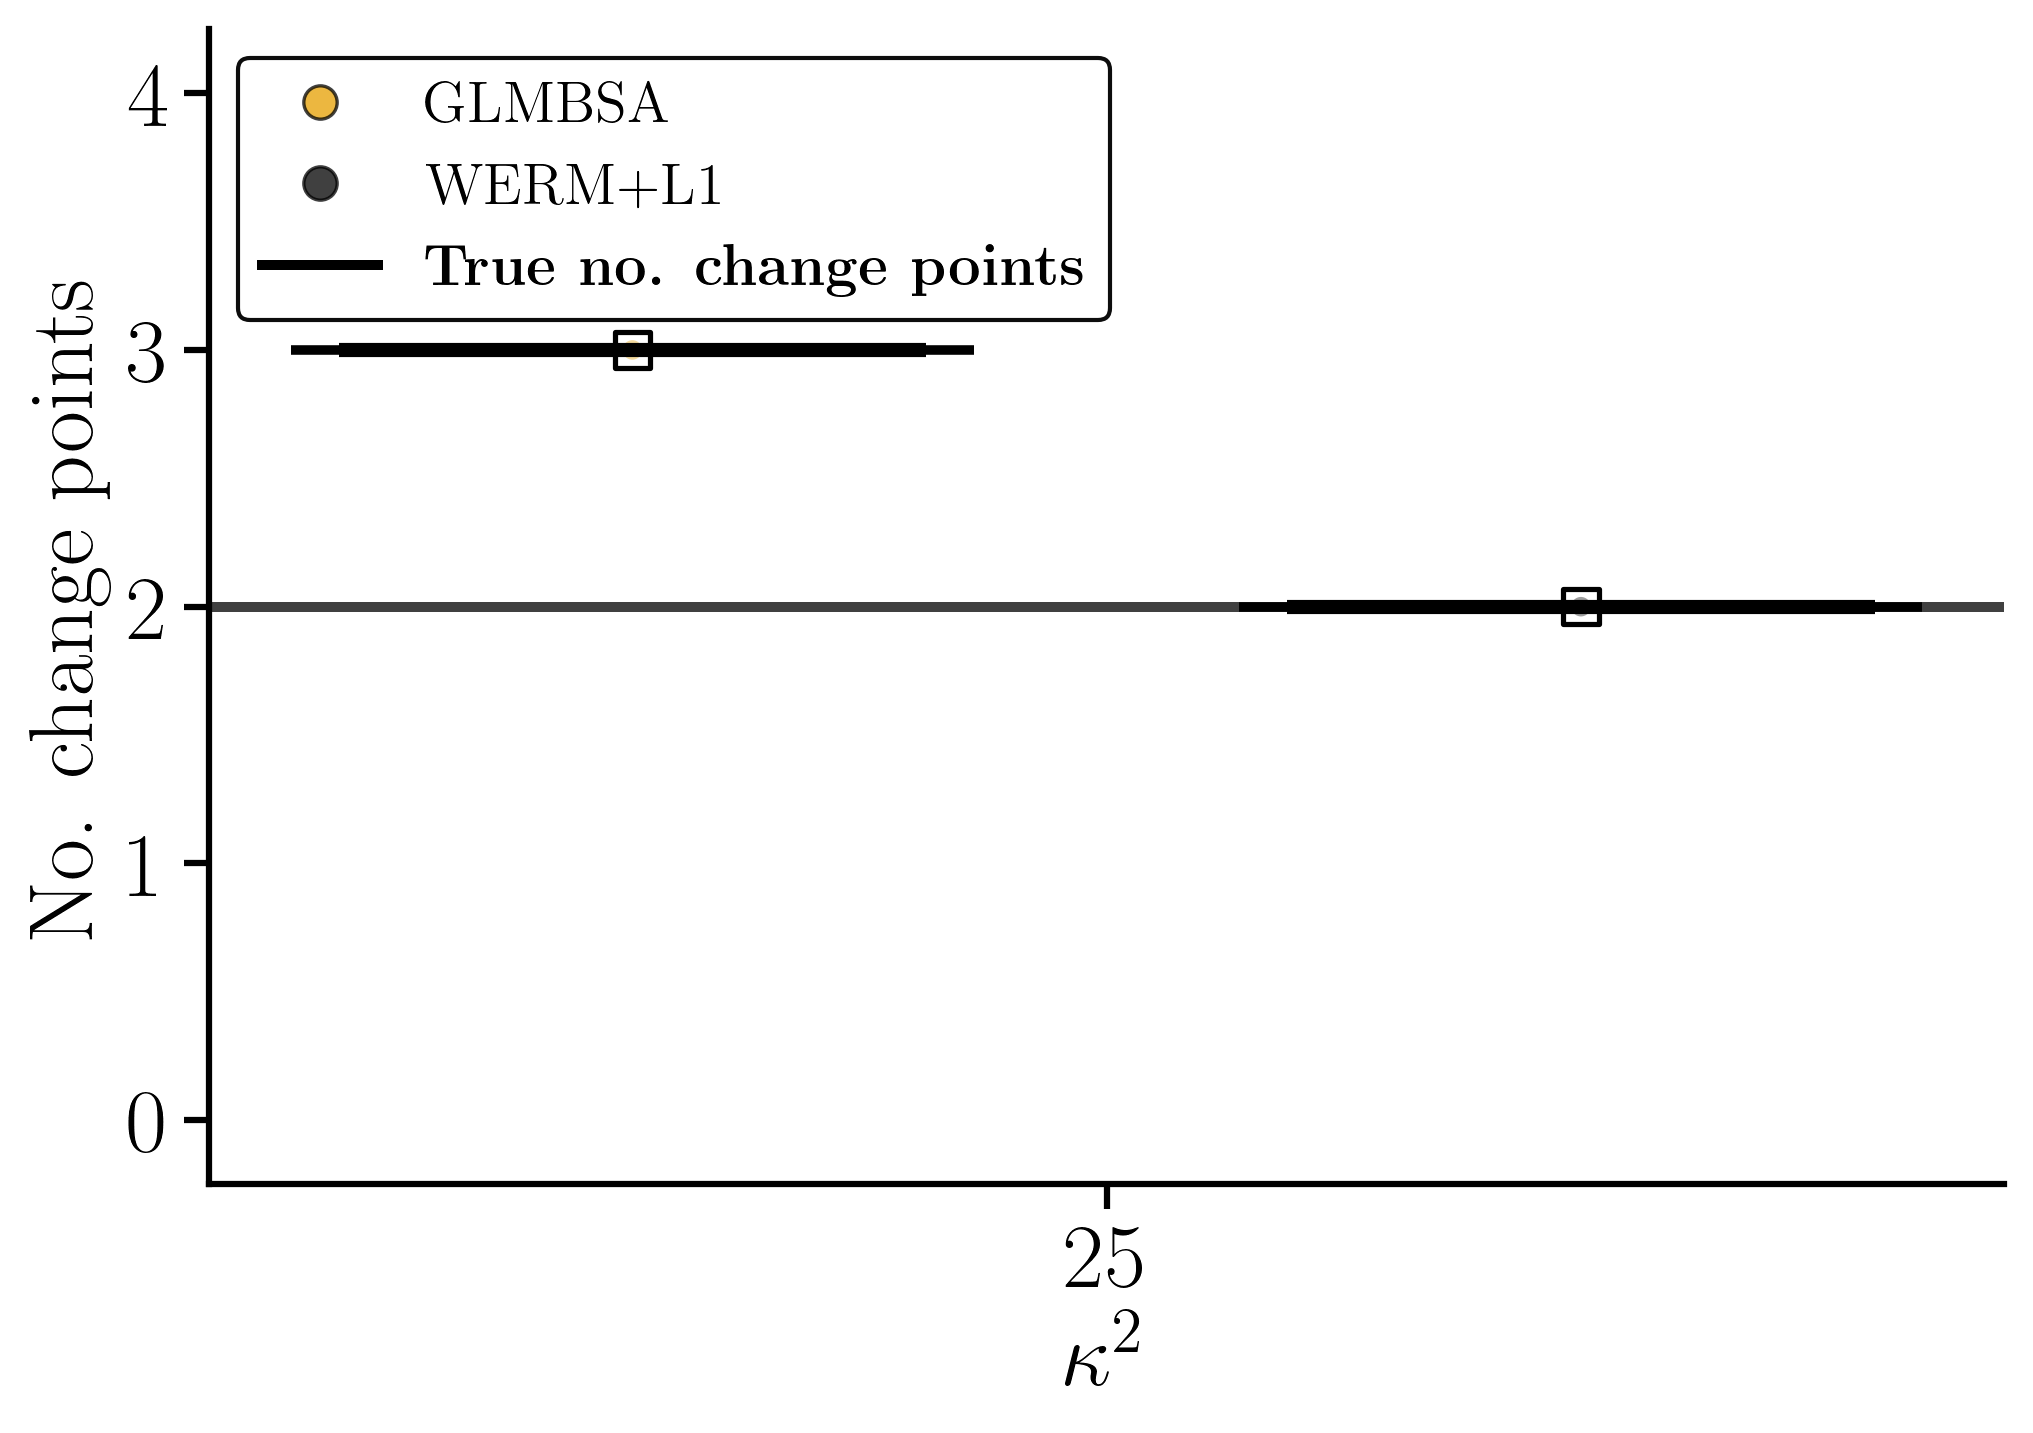 No. change points
4
3
2
1
0
GLMBSA
WERM+L1
True no. change points
25
κ²